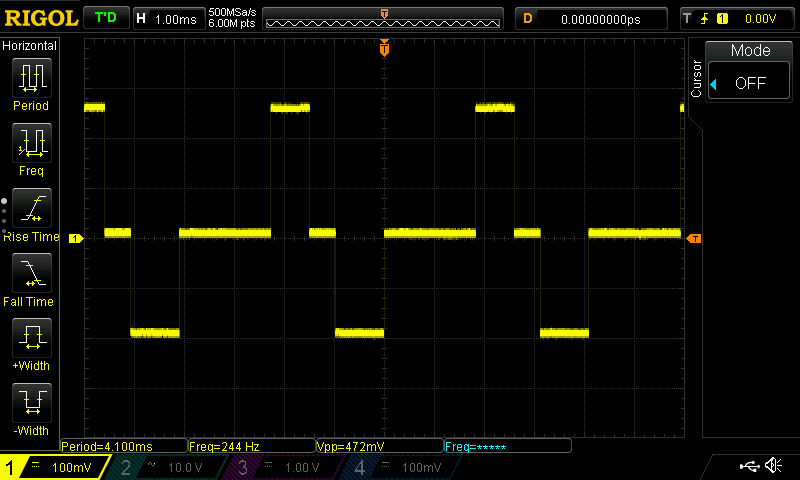 RIGOL T'D H 1.00ms 500MSa/s 6.00M pts T D 0.00000000ps T 1 0.00V
Horizontal
Period
Freq
Rise Time
Fall Time
+Width
-Width
T
1
T
Cursor
Mode
OFF
Period=4.100ms Freq=244 Hz Vpp=472mV Freq=*****
1 = 100mV 2 ~ 10.0 V 3 = 1.00 V 4 = 100mV